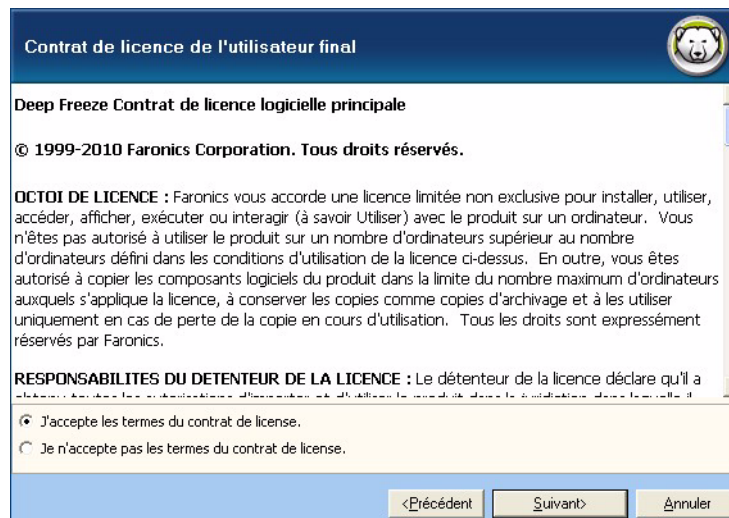 Contrat de licence de l'utilisateur final
Deep Freeze Contrat de licence logicielle principale
© 1999-2010 Faronics Corporation. Tous droits réservés.
OCTOI DE LICENCE : Faronics vous accorde une licence limitée non exclusive pour installer, utiliser,
accéder, afficher, exécuter ou interagir (à savoir Utiliser) avec le produit sur un ordinateur. Vous
n'êtes pas autorisé à utiliser le produit sur un nombre d'ordinateurs supérieur au nombre
d'ordinateurs défini dans les conditions d'utilisation de la licence ci-dessus. En outre, vous êtes
autorisé à copier les composants logiciels du produit dans la limite du nombre maximum d'ordinateurs
auxquels s'applique la licence, à conserver les copies comme copies d'archivage et à les utiliser
uniquement en cas de perte de la copie en cours d'utilisation. Tous les droits sont expressément
réservés par Faronics.
RESPONSABILITES DU DETENTEUR DE LA LICENCE : Le détenteur de la licence déclare qu'il a
J'accepte les termes du contrat de license.
Je n'accepte pas les termes du contrat de license.
<Précédent Suivant> Annuler